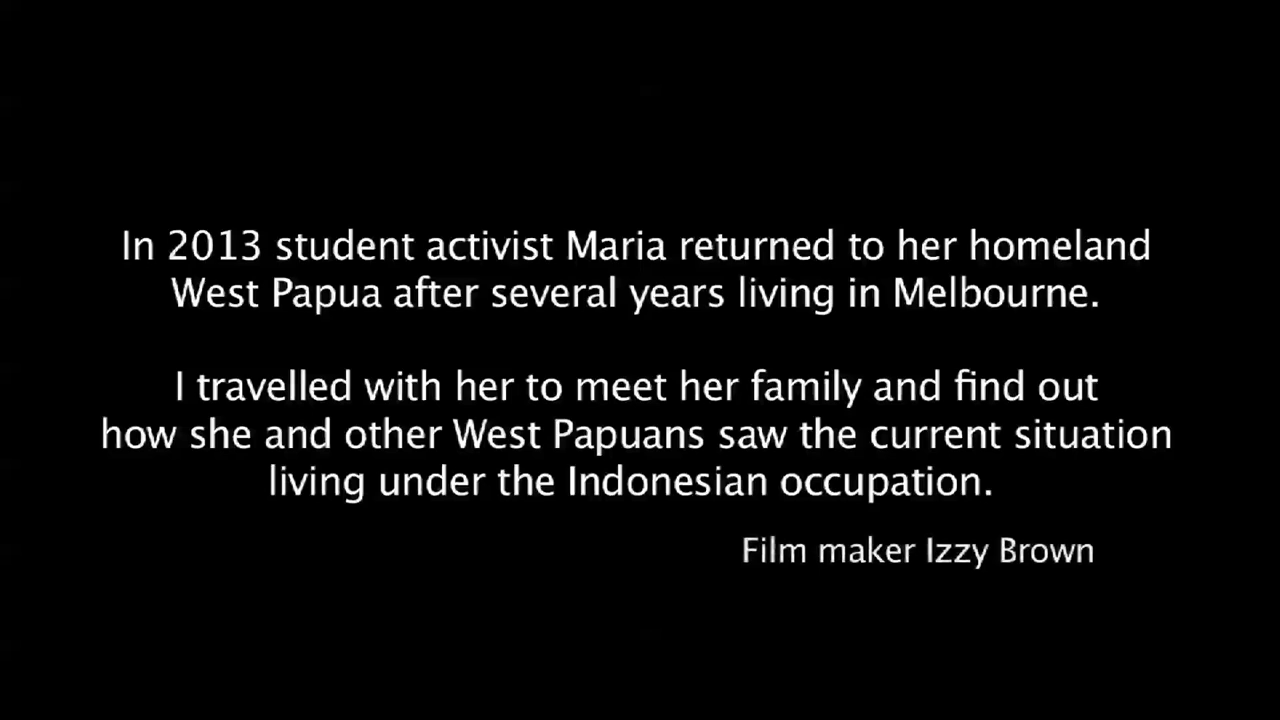 In 2013 student activist Maria returned to her homeland
West Papua after several years living in Melbourne.
I travelled with her to meet her family and find out
how she and other West Papuans saw the current situation
living under the Indonesian occupation.
Film maker Izzy Brown